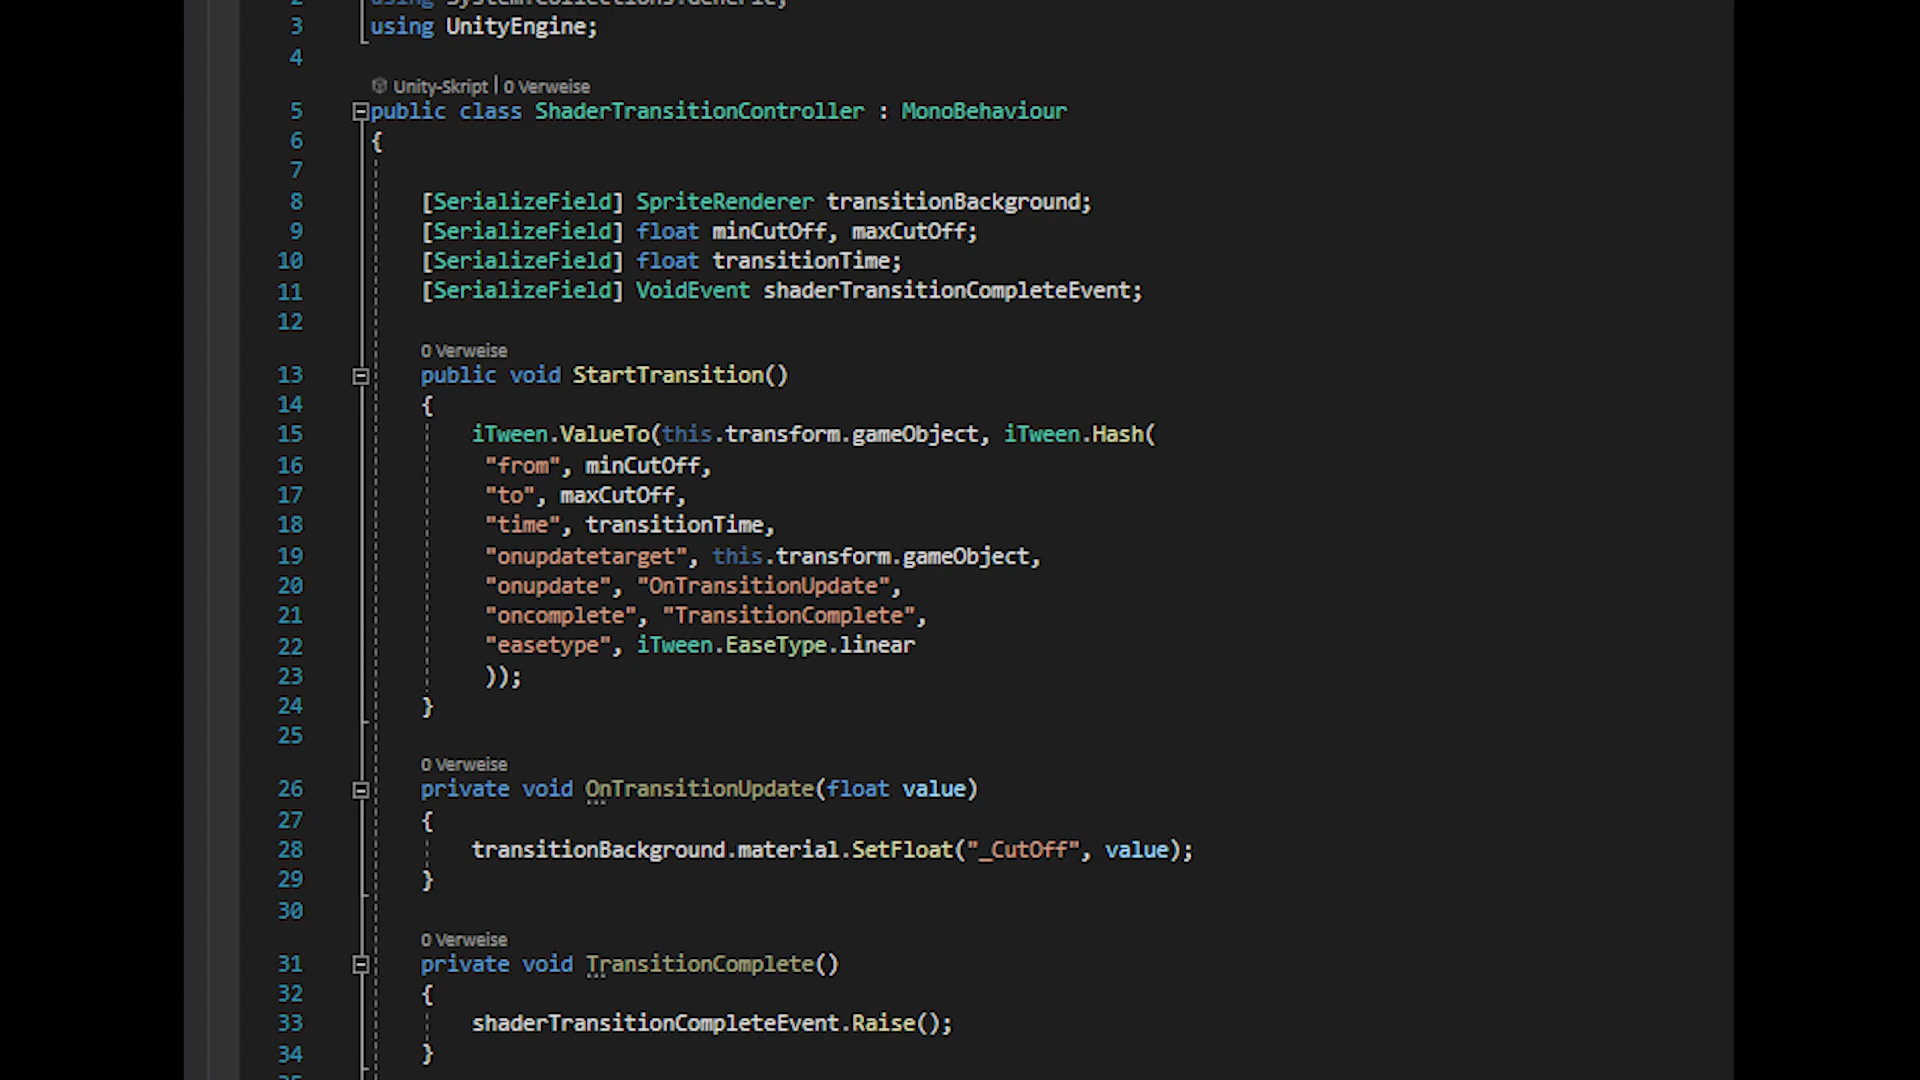 2 using System.Collections.Generic;
3 using UnityEngine;
4
Unity-Skript | 0 Verweise
5 public class ShaderTransitionController : MonoBehaviour
6 {
7
8 [SerializeField] SpriteRenderer transitionBackground;
9 [SerializeField] float minCutOff, maxCutOff;
10 [SerializeField] float transitionTime;
11 [SerializeField] VoidEvent shaderTransitionCompleteEvent;
12
0 Verweise
13 public void StartTransition()
14 {
15 iTween.ValueTo(this.transform.gameObject, iTween.Hash(
16 "from", minCutOff,
17 "to", maxCutOff,
18 "time", transitionTime,
19 "onupdatetarget", this.transform.gameObject,
20 "onupdate", "OnTransitionUpdate",
21 "oncomplete", "TransitionComplete",
22 "easetype", iTween.EaseType.linear
23 ));
24 }
25
0 Verweise
26 private void OnTransitionUpdate(float value)
27 {
28 transitionBackground.material.SetFloat("_CutOff", value);
29 }
30
0 Verweise
31 private void TransitionComplete()
32 {
33 shaderTransitionCompleteEvent.Raise();
34 }